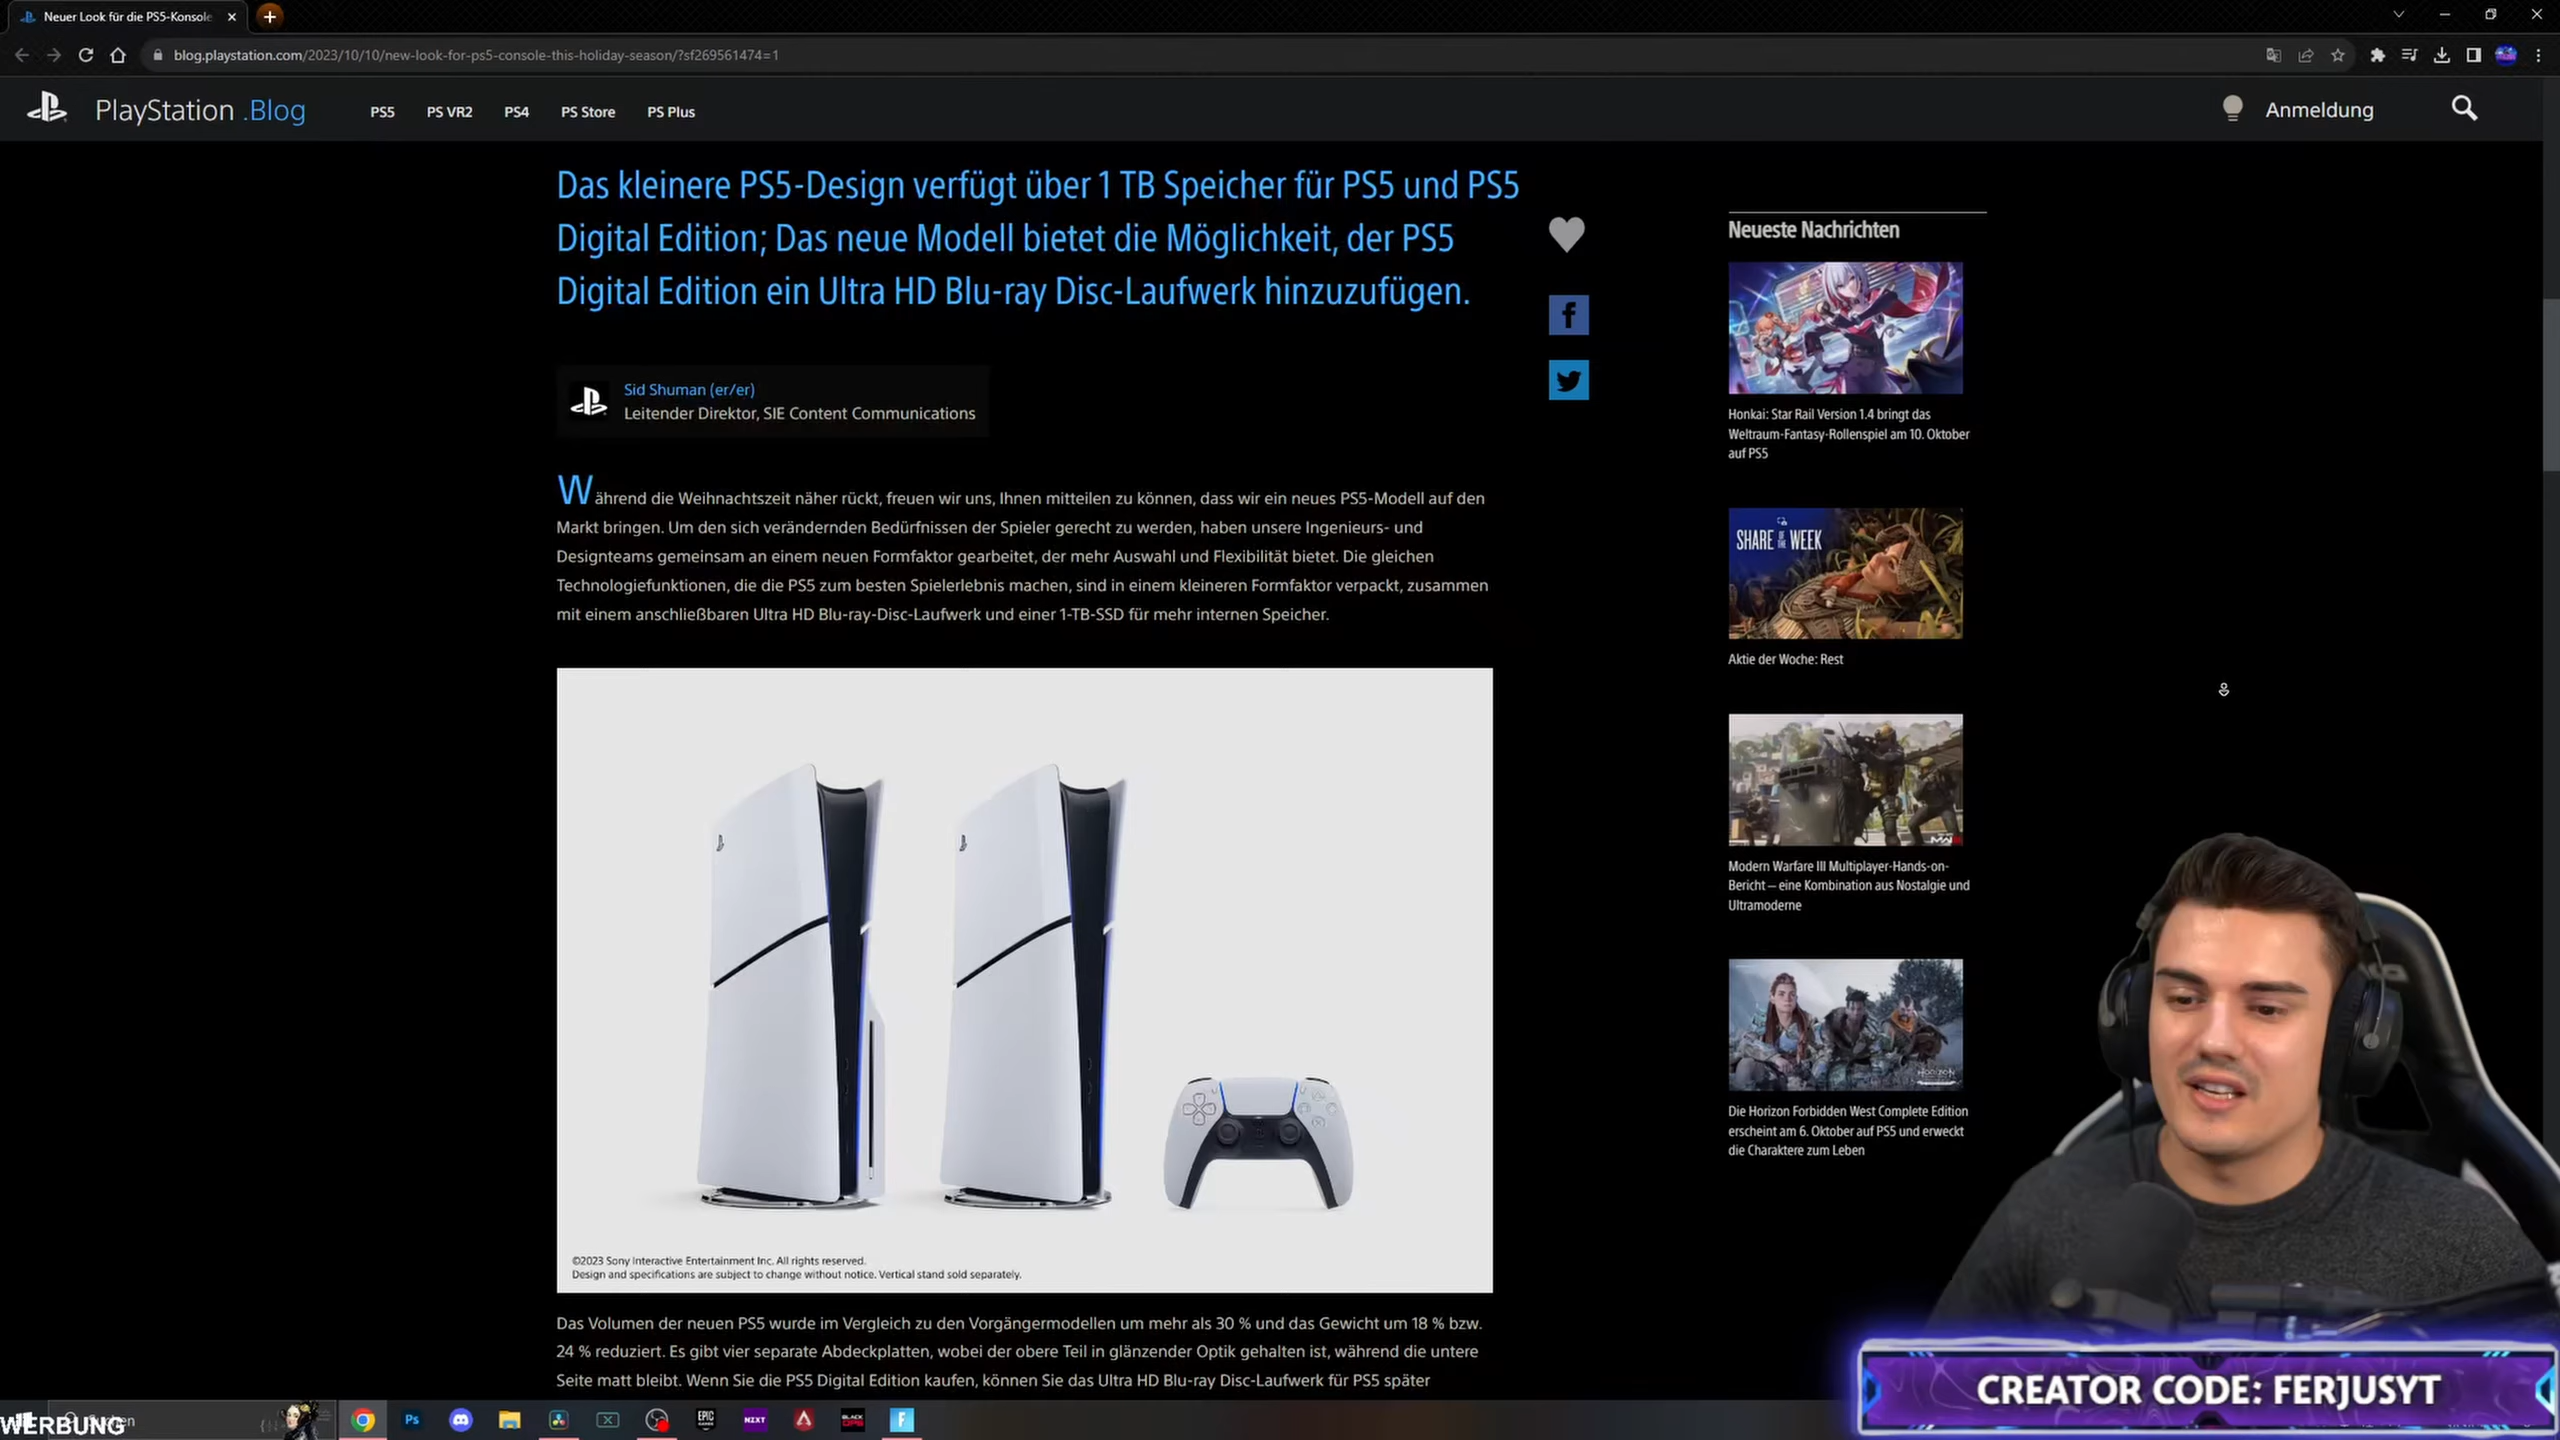 Neuer Look für die PS5-Konsole
blog.playstation.com/2023/10/10/new-look-for-ps5-console-this-holiday-season/?sf269561474=1
PlayStation .Blog
PS5
PS VR2
PS4
PS Store
PS Plus
Anmeldung
Das kleinere PS5-Design verfügt über 1 TB Speicher für PS5 und PS5
Digital Edition; Das neue Modell bietet die Möglichkeit, der PS5
Digital Edition ein Ultra HD Blu-ray Disc-Laufwerk hinzuzufügen.
Sid Shuman (er/er)
Leitender Direktor, SIE Content Communications
Während die Weihnachtszeit näher rückt, freuen wir uns, Ihnen mitteilen zu können, dass wir ein neues PS5-Modell auf den
Markt bringen. Um den sich verändernden Bedürfnissen der Spieler gerecht zu werden, haben unsere Ingenieurs- und
Designteams gemeinsam an einem neuen Formfaktor gearbeitet, der mehr Auswahl und Flexibilität bietet. Die gleichen
Technologiefunktionen, die die PS5 zum besten Spielerlebnis machen, sind in einem kleineren Formfaktor verpackt, zusammen
mit einem anschließbaren Ultra HD Blu-ray-Disc-Laufwerk und einer 1-TB-SSD für mehr internen Speicher.
©2023 Sony Interactive Entertainment Inc. All rights reserved.
Design and specifications are subject to change without notice. Vertical stand sold separately.
Das Volumen der neuen PS5 wurde im Vergleich zu den Vorgängermodellen um mehr als 30 % und das Gewicht um 18 % bzw.
24 % reduziert. Es gibt vier separate Abdeckplatten, wobei der obere Teil in glänzender Optik gehalten ist, während die untere
Seite matt bleibt. Wenn Sie die PS5 Digital Edition kaufen, können Sie das Ultra HD Blu-ray Disc-Laufwerk für PS5 später
Neueste Nachrichten
Honkai: Star Rail Version 1.4 bringt das
Weltraum-Fantasy-Rollenspiel am 10. Oktober
auf PS5
SHARE OF THE WEEK
Aktie der Woche: Rest
Modern Warfare III Multiplayer-Hands-on-
Bericht – eine Kombination aus Nostalgie und
Ultramoderne
HORIZON
Die Horizon Forbidden West Complete Edition
erscheint am 6. Oktober auf PS5 und erweckt
die Charaktere zum Leben
CREATOR CODE: FERJUSYT
WERBUNG
Ps
EPIC
NZXT